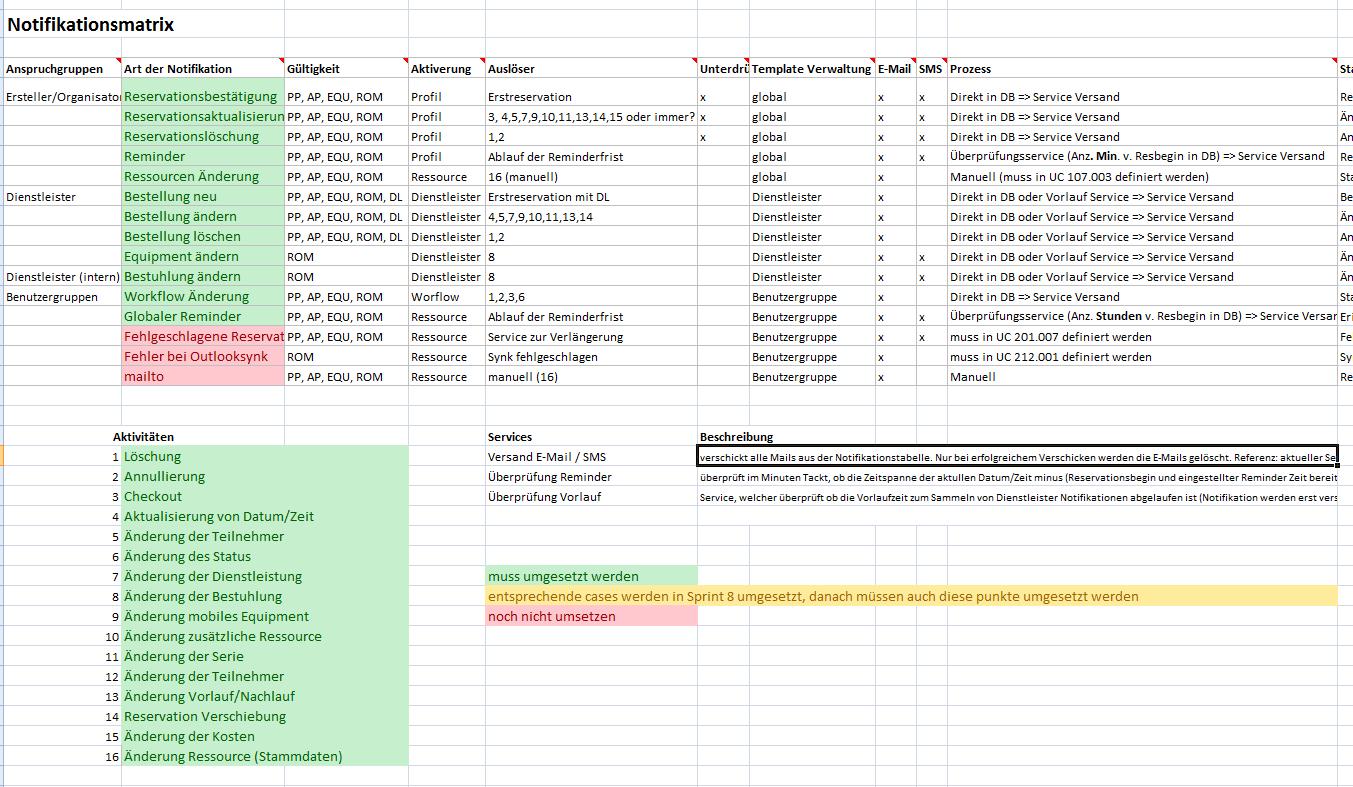 Notifikationsmatrix
Anspruchgruppen Art der Notifikation Gültigkeit Aktiverung Auslöser Unterdrü Template Verwaltung E-Mail SMS Prozess Sta
Ersteller/Organisator Reservationsbestätigung PP, AP, EQU, ROM Profil Erstreservation x global x x Direkt in DB => Service Versand Re
Reservationsaktualisierun PP, AP, EQU, ROM Profil 3, 4,5,7,9,10,11,13,14,15 oder immer? x global x x Direkt in DB => Service Versand Än
Reservationslöschung PP, AP, EQU, ROM Profil 1,2 x global x x Direkt in DB => Service Versand An
Reminder PP, AP, EQU, ROM Profil Ablauf der Reminderfrist global x x Überprüfungsservice (Anz. Min. v. Resbegin in DB) => Service Versand Re
Ressourcen Änderung PP, AP, EQU, ROM Ressource 16 (manuell) global x Manuell (muss in UC 107.003 definiert werden) Sta
Dienstleister Bestellung neu PP, AP, EQU, ROM, DL Dienstleister Erstreservation mit DL Dienstleister x Direkt in DB oder Vorlauf Service => Service Versand Be
Bestellung ändern PP, AP, EQU, ROM, DL Dienstleister 4,5,7,9,10,11,13,14 Dienstleister x Direkt in DB oder Vorlauf Service => Service Versand Än
Bestellung löschen PP, AP, EQU, ROM, DL Dienstleister 1,2 Dienstleister x Direkt in DB oder Vorlauf Service => Service Versand An
Equipment ändern ROM Dienstleister 8 Dienstleister x x Direkt in DB oder Vorlauf Service => Service Versand Än
Dienstleister (intern) Bestuhlung ändern ROM Dienstleister 8 Dienstleister x x Direkt in DB oder Vorlauf Service => Service Versand Än
Benutzergruppen Workflow Änderung PP, AP, EQU, ROM Worflow 1,2,3,6 Benutzergruppe x Direkt in DB => Service Versand Sta
Globaler Reminder PP, AP, EQU, ROM Ressource Ablauf der Reminderfrist Benutzergruppe x x Überprüfungsservice (Anz. Stunden v. Resbegin in DB) => Service Versar Eri
Fehlgeschlagene Reservat PP, AP, EQU, ROM Ressource Service zur Verlängerung Benutzergruppe x x muss in UC 201.007 definiert werden Fe
Fehler bei Outlooksynk ROM Ressource Synk fehlgeschlagen Benutzergruppe x muss in UC 212.001 definiert werden Sy
mailto PP, AP, EQU, ROM Ressource manuell (16) Benutzergruppe x Manuell Re
Aktivitäten Services Beschreibung
1 Löschung Versand E-Mail / SMS verschickt alle Mails aus der Notifikationstabelle. Nur bei erfolgreichem Verschicken werden die E-Mails gelöscht. Referenz: aktueller Se
2 Annullierung Überprüfung Reminder überprüft im Minuten Tackt, ob die Zeitspanne der aktullen Datum/Zeit minus (Reservationsbegin und eingestellter Reminder Zeit bereit
3 Checkout Überprüfung Vorlauf Service, welcher überprüft ob die Vorlaufzeit zum Sammeln von Dienstleister Notifikationen abgelaufen ist (Notifikation werden erst vers
4 Aktualisierung von Datum/Zeit
5 Änderung der Teilnehmer
6 Änderung des Status
7 Änderung der Dienstleistung muss umgesetzt werden
8 Änderung der Bestuhlung entsprechende cases werden in Sprint 8 umgesetzt, danach müssen auch diese punkte umgesetzt werden
9 Änderung mobiles Equipment noch nicht umsetzen
10 Änderung zusätzliche Ressource
11 Änderung der Serie
12 Änderung der Teilnehmer
13 Änderung Vorlauf/Nachlauf
14 Reservation Verschiebung
15 Änderung der Kosten
16 Änderung Ressource (Stammdaten)